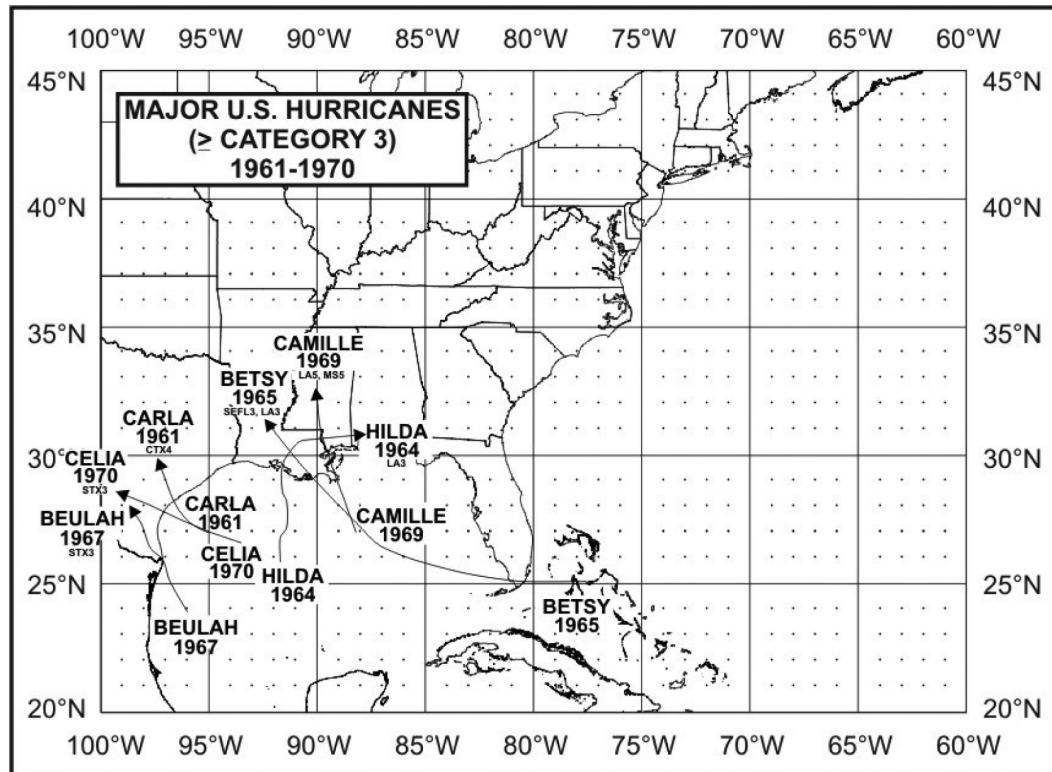 100°W 95°W 90°W 85°W 80°W 75°W 70°W 65°W 60°W
45°N 45°N
MAJOR U.S. HURRICANES
(≥ CATEGORY 3)
1961-1970
40°N 40°N
35°N 35°N
CAMILLE
1969
LA5, MS5
BETSY
1965
SEFL3, LA3
CARLA
1961
CTX4
HILDA
1964
LA3
30°N 30°N
CELIA
1970
STX3
CARLA
1961
BEULAH
1967
STX3
CAMILLE
1969
CELIA
1970
HILDA
1964
25°N 25°N
BETSY
1965
BEULAH
1967
20°N 20°N
100°W 95°W 90°W 85°W 80°W 75°W 70°W 65°W 60°W